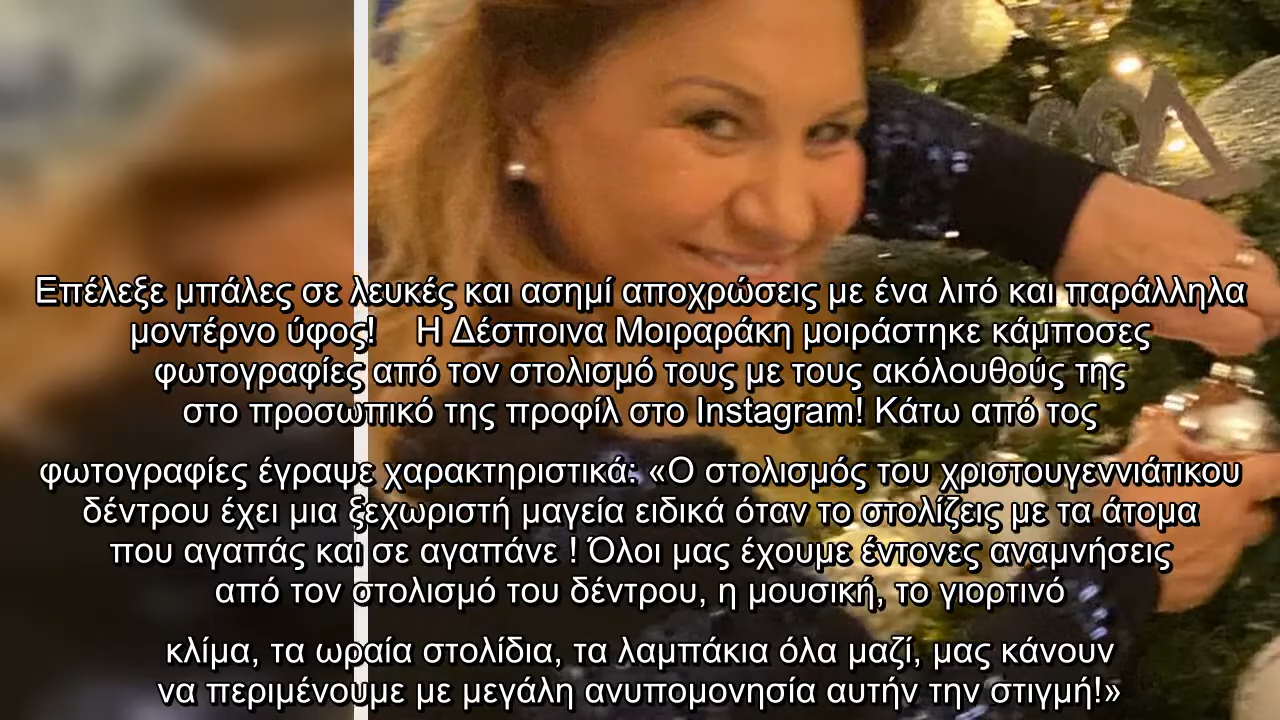 Επέλεξε μπάλες σε λευκές και ασημί αποχρώσεις με ένα λιτό και παράλληλα
μοντέρνο ύφος! Η Δέσποινα Μοιραράκη μοιράστηκε κάμποσες
φωτογραφίες από τον στολισμό τους με τους ακόλουθούς της
στο προσωπικό της προφίλ στο Instagram! Κάτω από τος
φωτογραφίες έγραψε χαρακτηριστικά: «Ο στολισμός του χριστουγεννιάτικου
δέντρου έχει μια ξεχωριστή μαγεία ειδικά όταν το στολίζεις με τα άτομα
που αγαπάς και σε αγαπάνε ! Όλοι μας έχουμε έντονες αναμνήσεις
από τον στολισμό του δέντρου, η μουσική, το γιορτινό
κλίμα, τα ωραία στολίδια, τα λαμπάκια όλα μαζί, μας κάνουν
να περιμένουμε με μεγάλη ανυπομονησία αυτήν την στιγμή!»